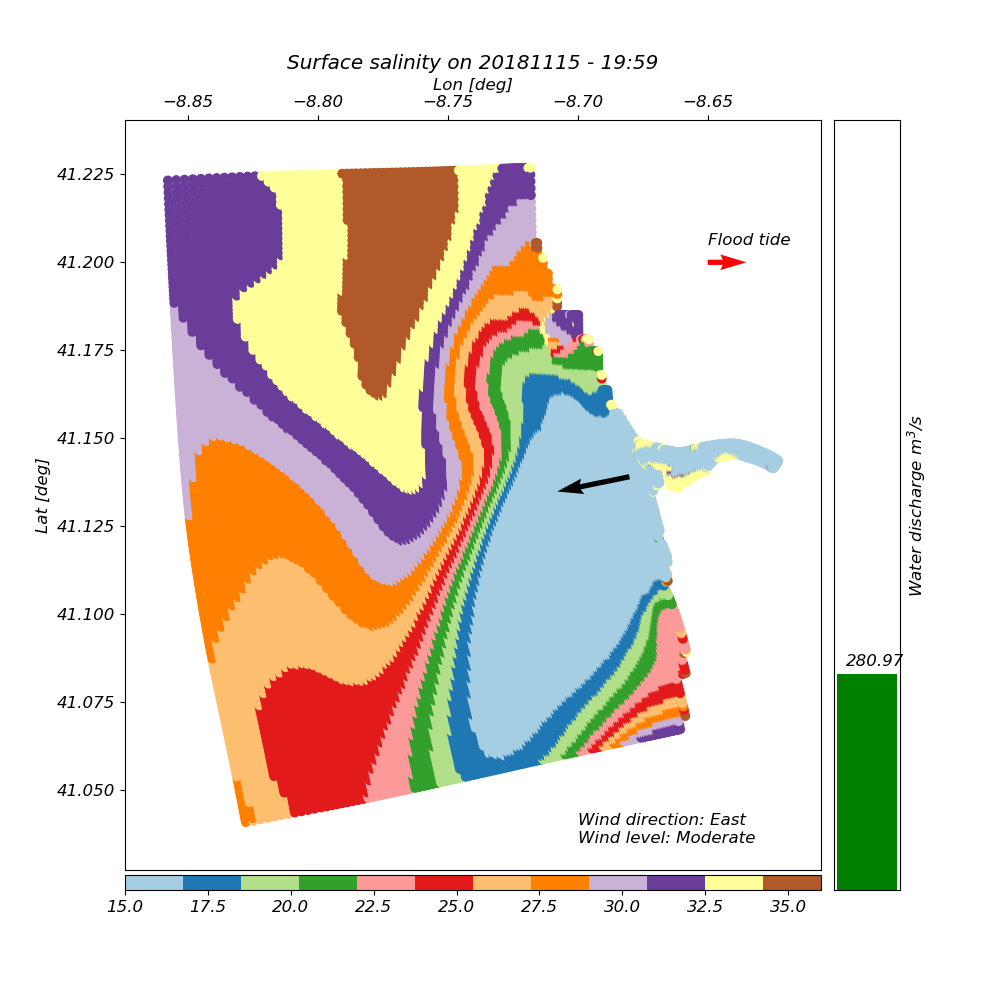 Surface salinity on 20181115 - 19:59
Lon [deg]
−8.85 −8.80 −8.75 −8.70 −8.65
41.225
41.200
41.175
41.150
41.125
41.100
41.075
41.050
Lat [deg]
Flood tide
Wind direction: East
Wind level: Moderate
15.0 17.5 20.0 22.5 25.0 27.5 30.0 32.5 35.0
280.97
Water discharge m³/s